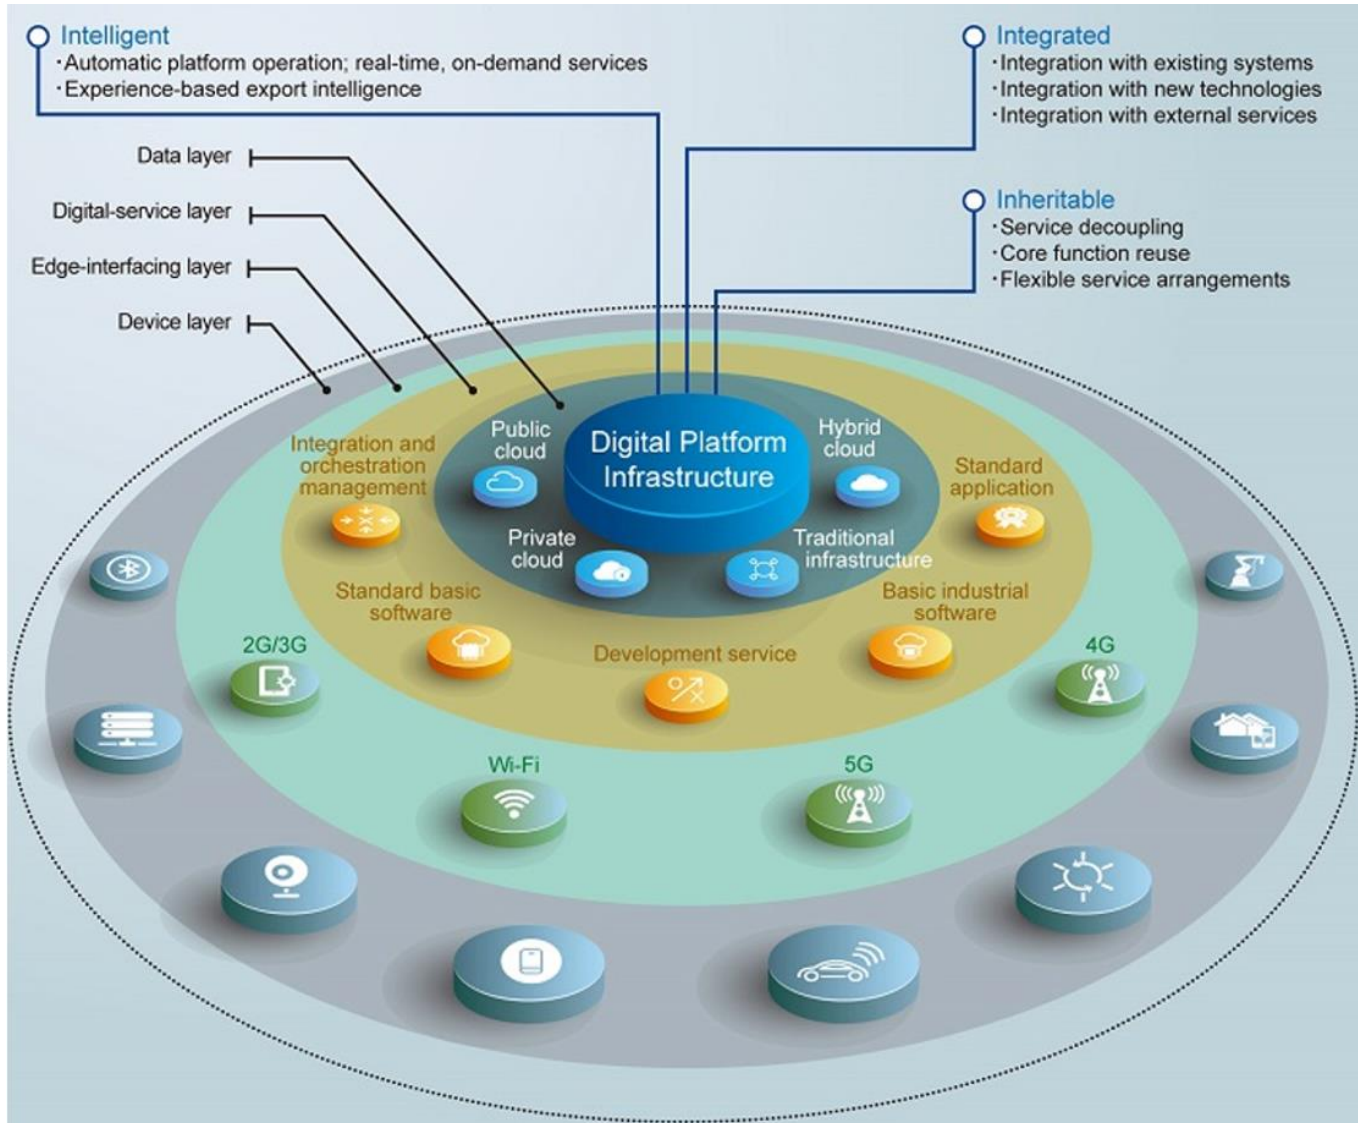 Intelligent
·Automatic platform operation; real-time, on-demand services
·Experience-based export intelligence
Integrated
·Integration with existing systems
·Integration with new technologies
·Integration with external services
Inheritable
·Service decoupling
·Core function reuse
·Flexible service arrangements
Data layer
Digital-service layer
Edge-interfacing layer
Device layer
Digital Platform
Infrastructure
Public
cloud
Hybrid
cloud
Private
cloud
Traditional
infrastructure
Integration and
orchestration
management
Standard
application
Standard basic
software
Basic industrial
software
Development service
2G/3G
4G
Wi-Fi
5G